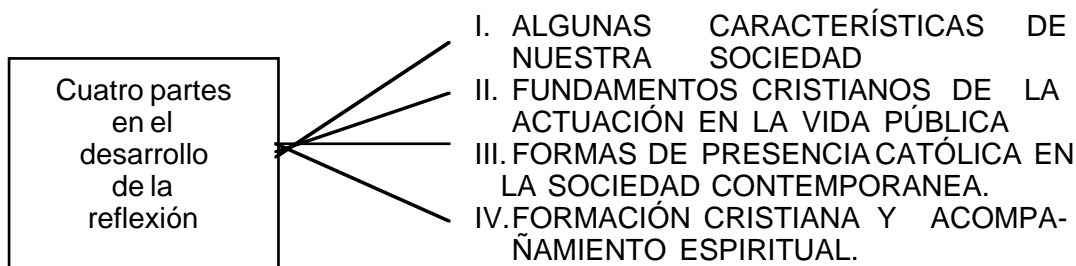 Cuatro partes
en el
desarrollo
de la
reflexión
I. ALGUNAS CARACTERÍSTICAS DE
NUESTRA SOCIEDAD
II. FUNDAMENTOS CRISTIANOS DE LA
ACTUACIÓN EN LA VIDA PÚBLICA
III. FORMAS DE PRESENCIA CATÓLICA EN
LA SOCIEDAD CONTEMPORANEA.
IV. FORMACIÓN CRISTIANA Y ACOMPA-
ÑAMIENTO ESPIRITUAL.